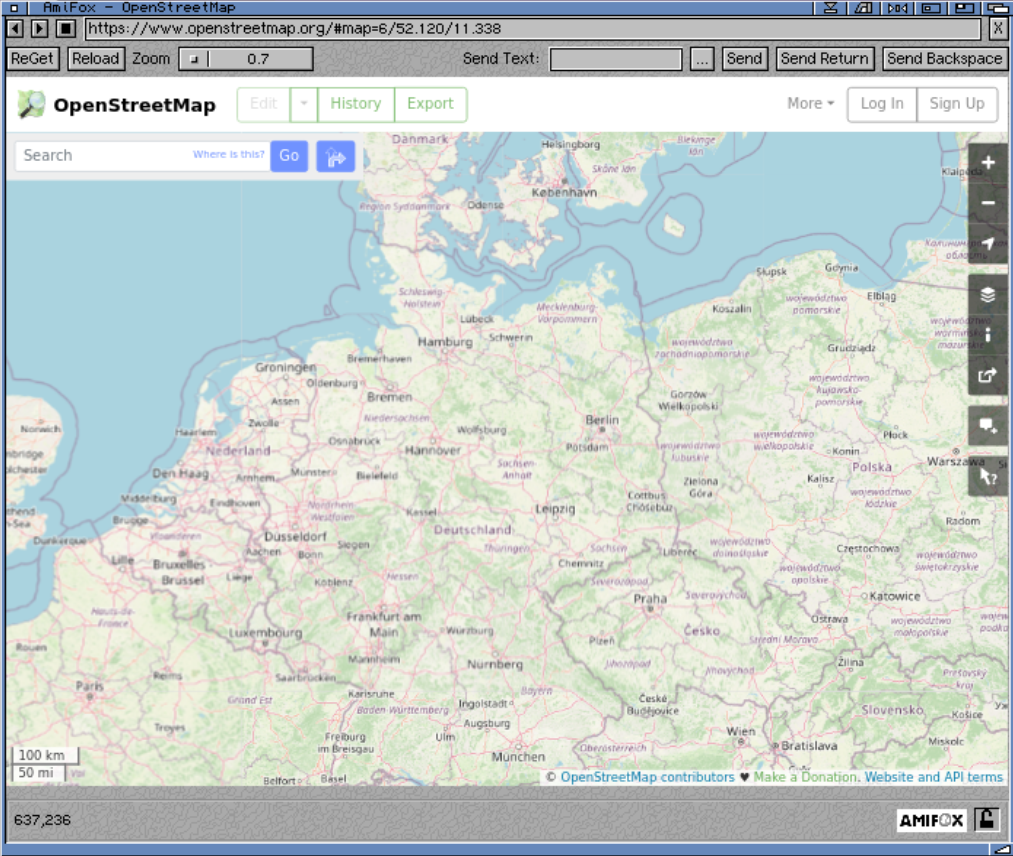 AmiFox - OpenStreetMap
https://www.openstreetmap.org/#map=6/52.120/11.338
X
ReGet Reload Zoom 0.7 Send Text: ... Send Send Return Send Backspace
OpenStreetMap Edit History Export More Log In Sign Up
Search Where is this? Go
Danmark
Helsingborg
Blekinge län
Skåne län
Klaipėda
København
Region Syddanmark
Odense
Słupsk
Gdynia
Schleswig-Holstein
Mecklenburg-Vorpommern
Koszalin
województwo pomorskie
Elbląg
Lübeck
Hamburg
Schwerin
województwo zachodniopomorskie
Grudziądz
Bremerhaven
Groningen
Oldenburg
Assen
Bremen
województwo kujawsko-pomorskie
Gorzów Wielkopolski
Niedersachsen
Zwolle
Berlin
Norwich
Haarlem
Nederland
Osnabrück
Wolfsburg
Hannover
Potsdam
województwo lubuskie
województwo wielkopolskie
Płock
Konin
Warszawa
Den Haag
Arnhem
Münster
Bielefeld
Sachsen-Anhalt
Polska
Zielona Góra
Kalisz
Middelburg
Eindhoven
Cottbus Chóśebuz
województwo łódzkie
Nordrhein-Westfalen
Kassel
Leipzig
Brugge
Radom
Deutschland
Dunkerque
Vlaanderen
Düsseldorf
Siegen
Thüringen
Sachsen
Liberec
województwo dolnośląskie
Częstochowa
Lille
Bruxelles - Brussel
Aachen
Bonn
Chemnitz
województwo opolskie
województwo świętokrzyskie
Liège
Koblenz
Hessen
Severozápad
Praha
Severovýchod
Katowice
Hauts-de-France
Frankfurt am Main
Ostrava
województwo małopolskie
Luxembourg
Würzburg
Plzeň
Česko
Střední Morava
Rouen
Mannheim
Nürnberg
Jihozápad
Jihovýchod
Žilina
Paris
Reims
Saarbrücken
Prešovský kraj
Karlsruhe
Bayern
Grand Est
Baden-Württemberg
Ingolstadt
České Budějovice
Slovensko
Košice
Troyes
Augsburg
Freiburg im Breisgau
Ulm
Wien
Bratislava
Miskolc
München
Oberösterreich
Belfort
Basel
100 km
50 mi
© OpenStreetMap contributors ♥ Make a Donation. Website and API terms
637,236 AMIFOX